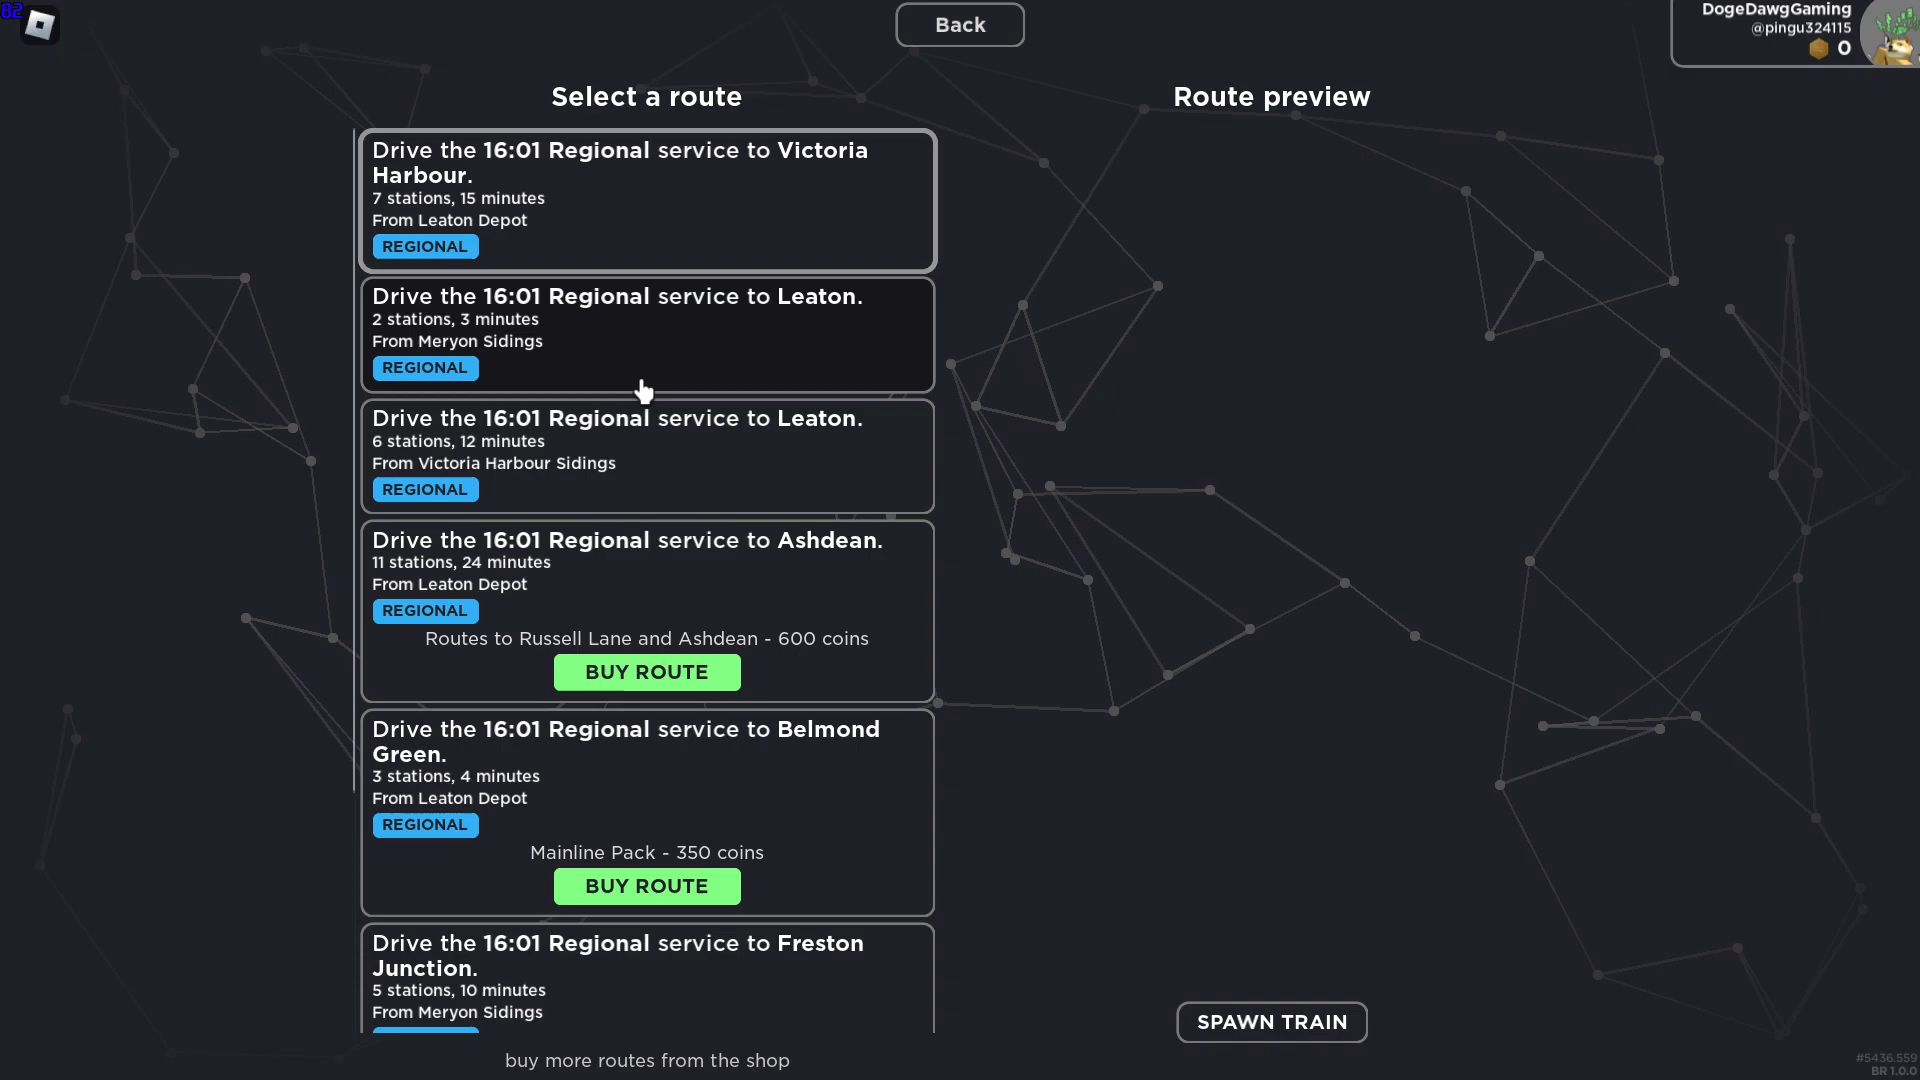 82
Back
DogeDawgGaming
@pingu324115
0
Select a route
Route preview
Drive the 16:01 Regional service to Victoria
Harbour.
7 stations, 15 minutes
From Leaton Depot
REGIONAL
Drive the 16:01 Regional service to Leaton.
2 stations, 3 minutes
From Meryon Sidings
REGIONAL
Drive the 16:01 Regional service to Leaton.
6 stations, 12 minutes
From Victoria Harbour Sidings
REGIONAL
Drive the 16:01 Regional service to Ashdean.
11 stations, 24 minutes
From Leaton Depot
REGIONAL
Routes to Russell Lane and Ashdean - 600 coins
BUY ROUTE
Drive the 16:01 Regional service to Belmond
Green.
3 stations, 4 minutes
From Leaton Depot
REGIONAL
Mainline Pack - 350 coins
BUY ROUTE
Drive the 16:01 Regional service to Freston
Junction.
5 stations, 10 minutes
From Meryon Sidings
SPAWN TRAIN
buy more routes from the shop
#5436.559
BR 1.0.0